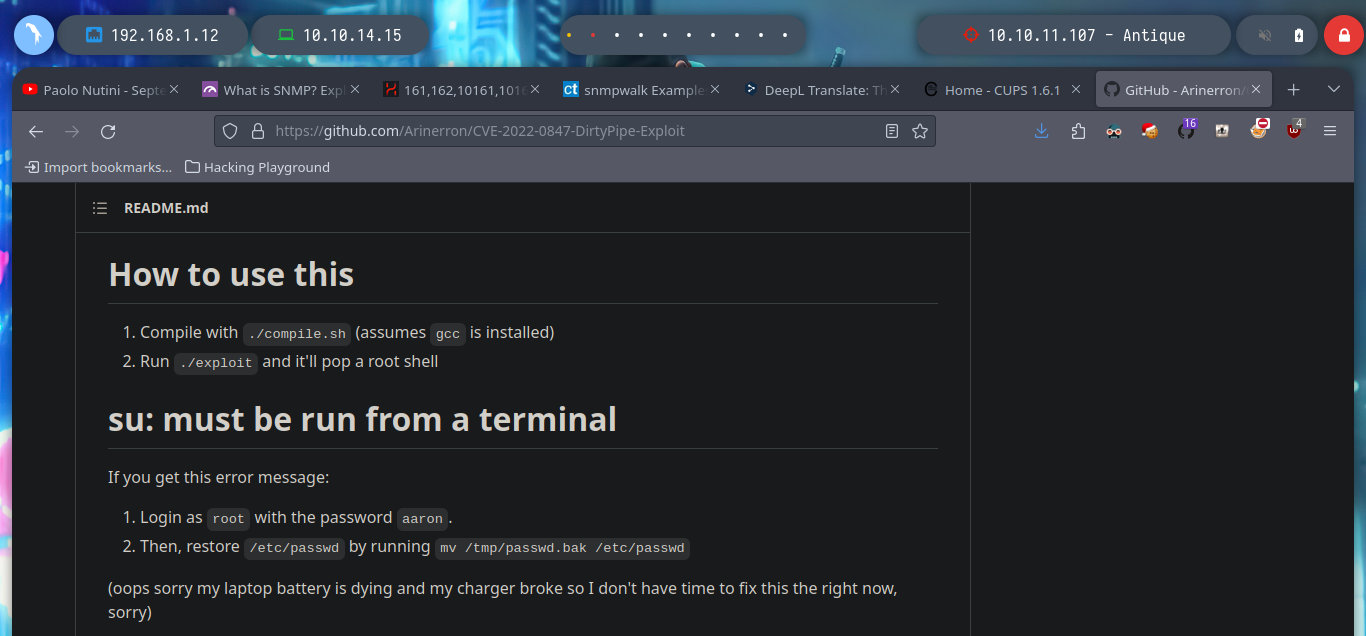 192.168.1.12
10.10.14.15
10.10.11.107 - Antique
Paolo Nutini - Septe
What is SNMP? Expl
161,162,10161,1016
snmpwalk Example
DeepL Translate: Th
Home - CUPS 1.6.1
GitHub - Arinerron/
https://github.com/Arinerron/CVE-2022-0847-DirtyPipe-Exploit
16
4
Import bookmarks...
Hacking Playground
README.md
How to use this
1. Compile with ./compile.sh (assumes gcc is installed)
2. Run ./exploit and it'll pop a root shell
su: must be run from a terminal
If you get this error message:
1. Login as root with the password aaron.
2. Then, restore /etc/passwd by running mv /tmp/passwd.bak /etc/passwd
(oops sorry my laptop battery is dying and my charger broke so I don't have time to fix this the right now,
sorry)